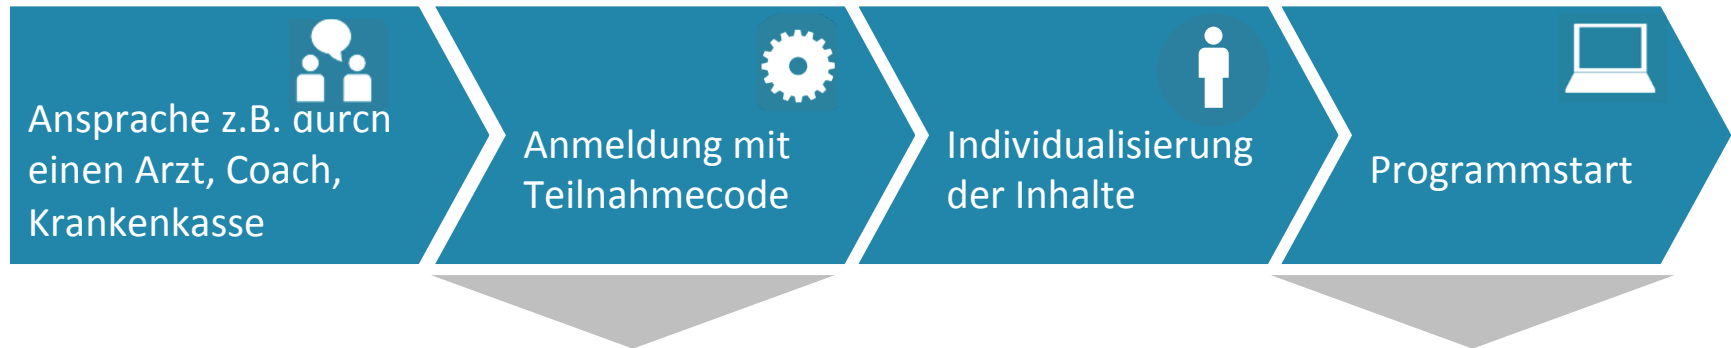 Ansprache z.B. durch
einen Arzt, Coach,
Krankenkasse
Anmeldung mit
Teilnahmecode
Individualisierung
der Inhalte
Programmstart